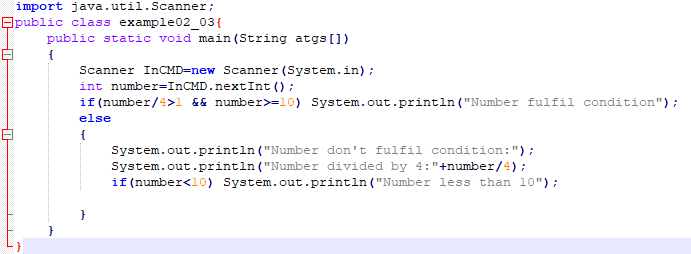 import java.util.Scanner;
public class example02_03{
public static void main(String atgs[])
{
Scanner InCMD=new Scanner(System.in);
int number=InCMD.nextInt();
if(number/4>1 && number>=10) System.out.println("Number fulfil condition");
else
{
System.out.println("Number don't fulfil condition:");
System.out.println("Number divided by 4:"+number/4);
if(number<10) System.out.println("Number less than 10");
}
}
}